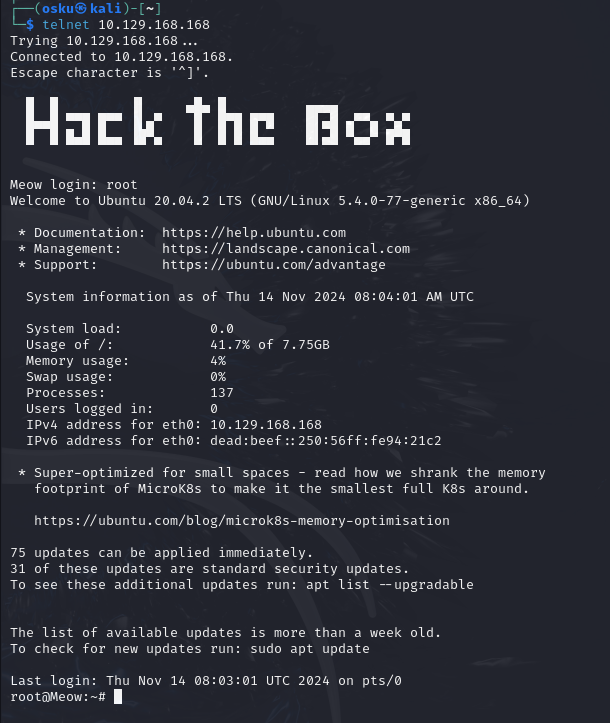 ┌──(osku㉿kali)-[~]
└─$ telnet 10.129.168.168
Trying 10.129.168.168...
Connected to 10.129.168.168.
Escape character is '^]'.
Hack the Box
Meow login: root
Welcome to Ubuntu 20.04.2 LTS (GNU/Linux 5.4.0-77-generic x86_64)
* Documentation:  https://help.ubuntu.com
* Management:     https://landscape.canonical.com
* Support:        https://ubuntu.com/advantage
System information as of Thu 14 Nov 2024 08:04:01 AM UTC
System load:           0.0
Usage of /:            41.7% of 7.75GB
Memory usage:          4%
Swap usage:            0%
Processes:             137
Users logged in:       0
IPv4 address for eth0: 10.129.168.168
IPv6 address for eth0: dead:beef::250:56ff:fe94:21c2
* Super-optimized for small spaces - read how we shrank the memory
footprint of MicroK8s to make it the smallest full K8s around.
https://ubuntu.com/blog/microk8s-memory-optimisation
75 updates can be applied immediately.
31 of these updates are standard security updates.
To see these additional updates run: apt list --upgradable
The list of available updates is more than a week old.
To check for new updates run: sudo apt update
Last login: Thu Nov 14 08:03:01 UTC 2024 on pts/0
root@Meow:~#